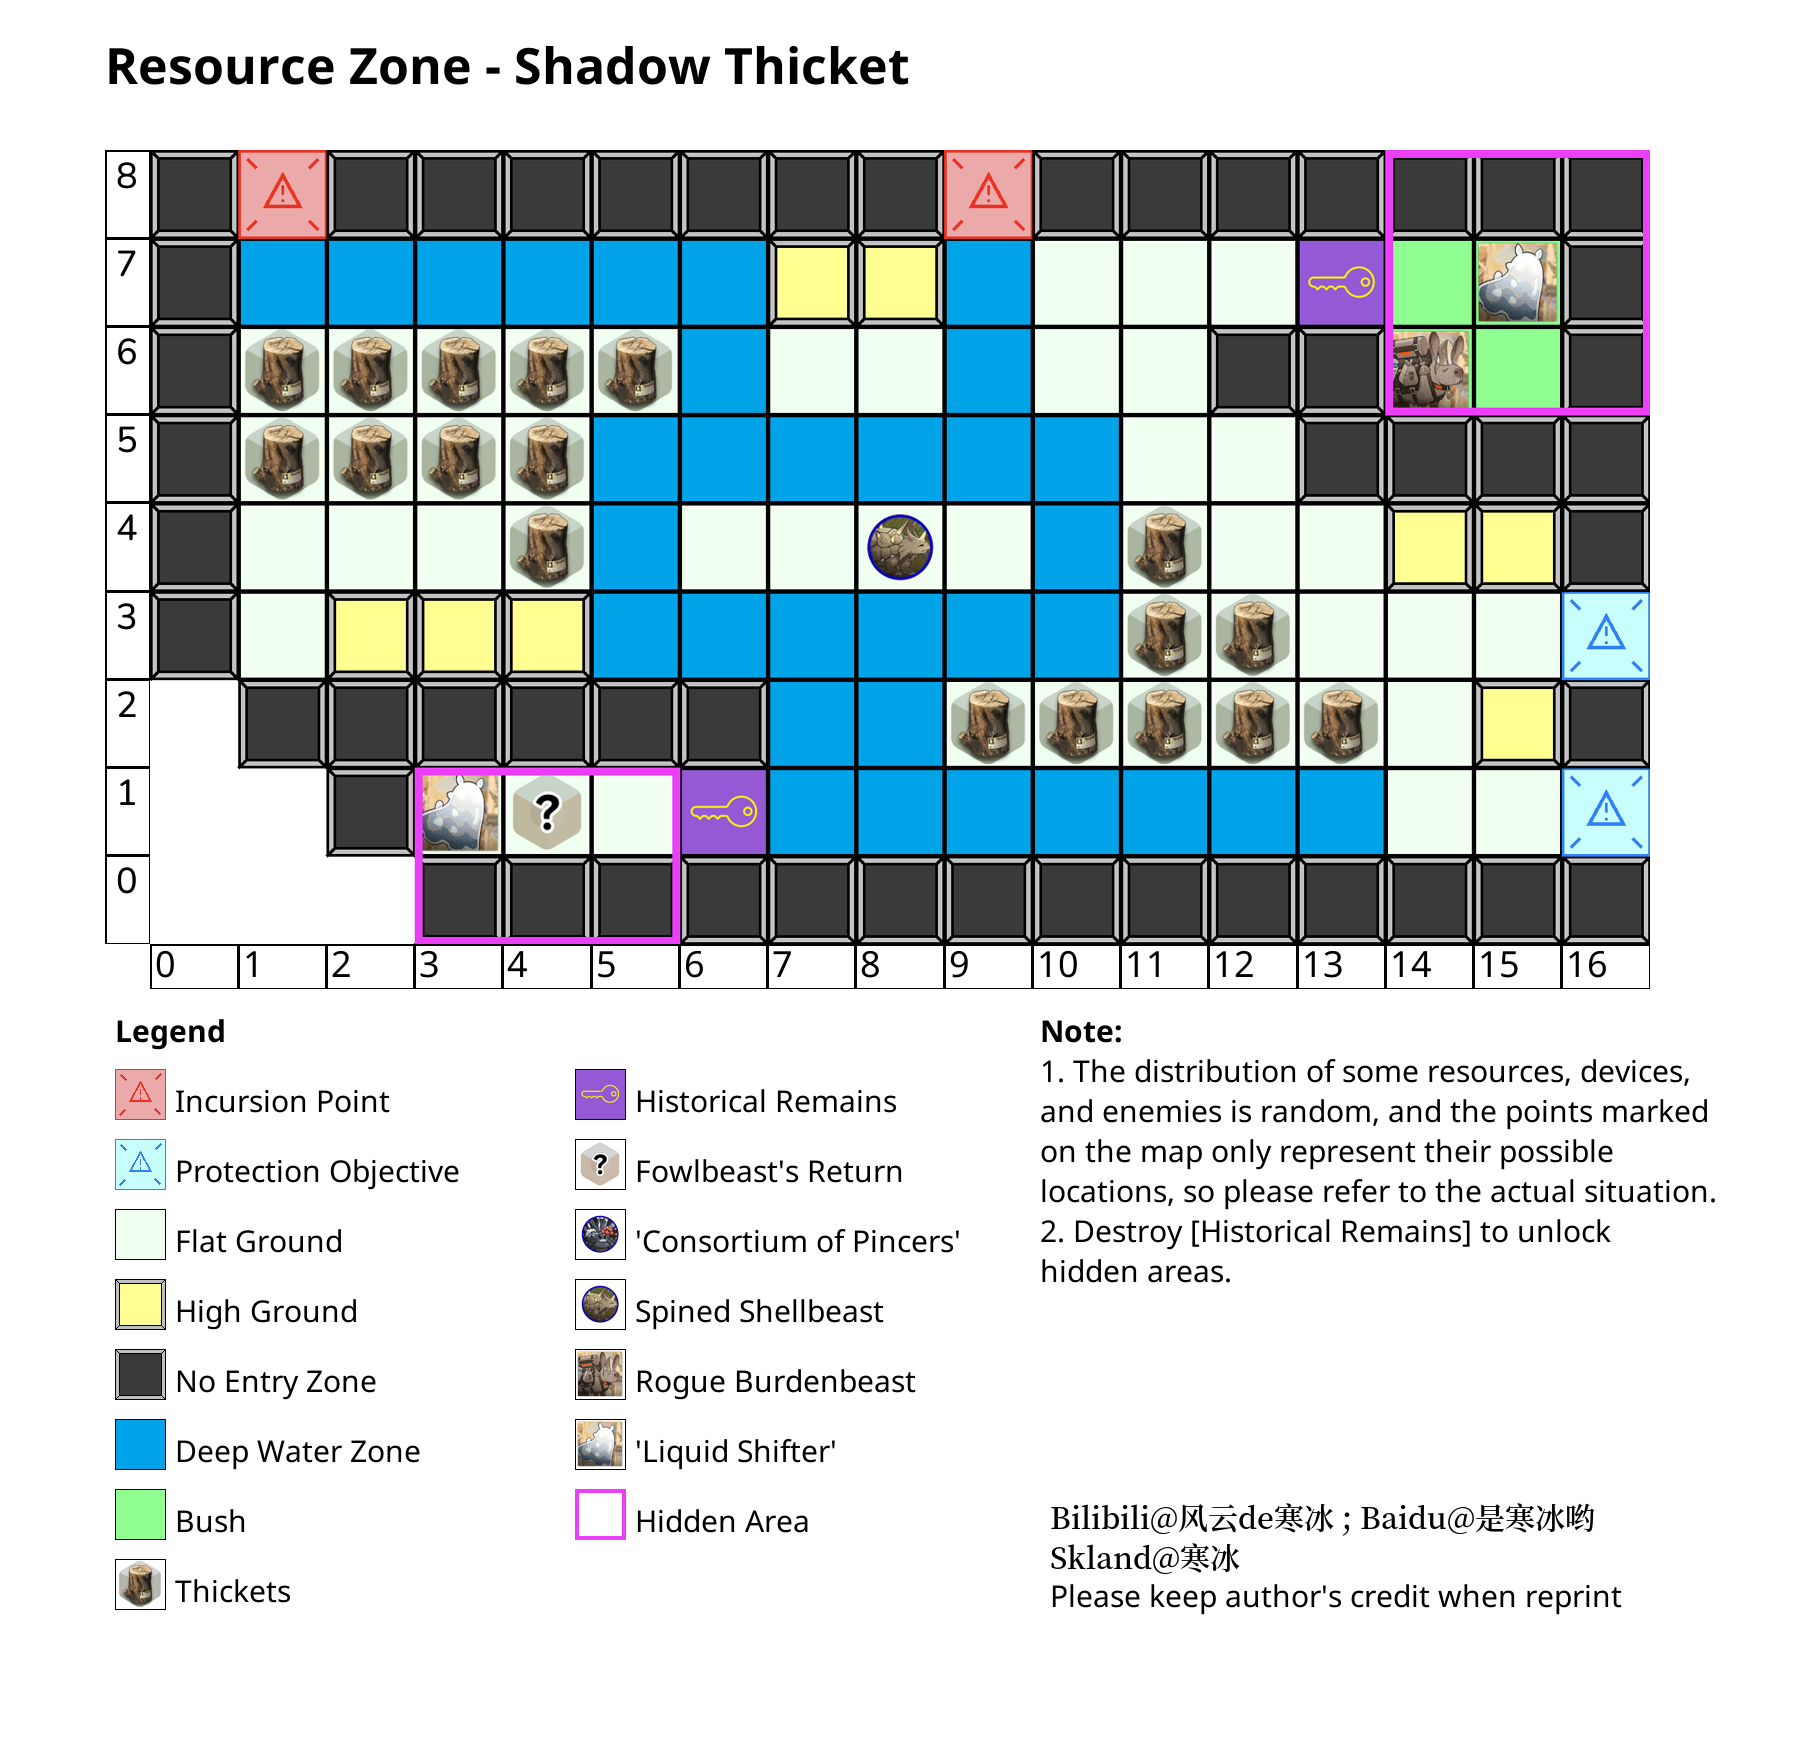 Resource Zone - Shadow Thicket
8
7
6
5
4
3
2
1
0
0 1 2 3 4 5 6 7 8 9 10 11 12 13 14 15 16
Legend
Incursion Point
Protection Objective
Flat Ground
High Ground
No Entry Zone
Deep Water Zone
Bush
Thickets
Historical Remains
Fowlbeast's Return
'Consortium of Pincers'
Spined Shellbeast
Rogue Burdenbeast
'Liquid Shifter'
Hidden Area
Note:
1. The distribution of some resources, devices,
and enemies is random, and the points marked
on the map only represent their possible
locations, so please refer to the actual situation.
2. Destroy [Historical Remains] to unlock
hidden areas.
Bilibili@风云de寒冰 ; Baidu@是寒冰哟
Skland@寒冰
Please keep author's credit when reprint